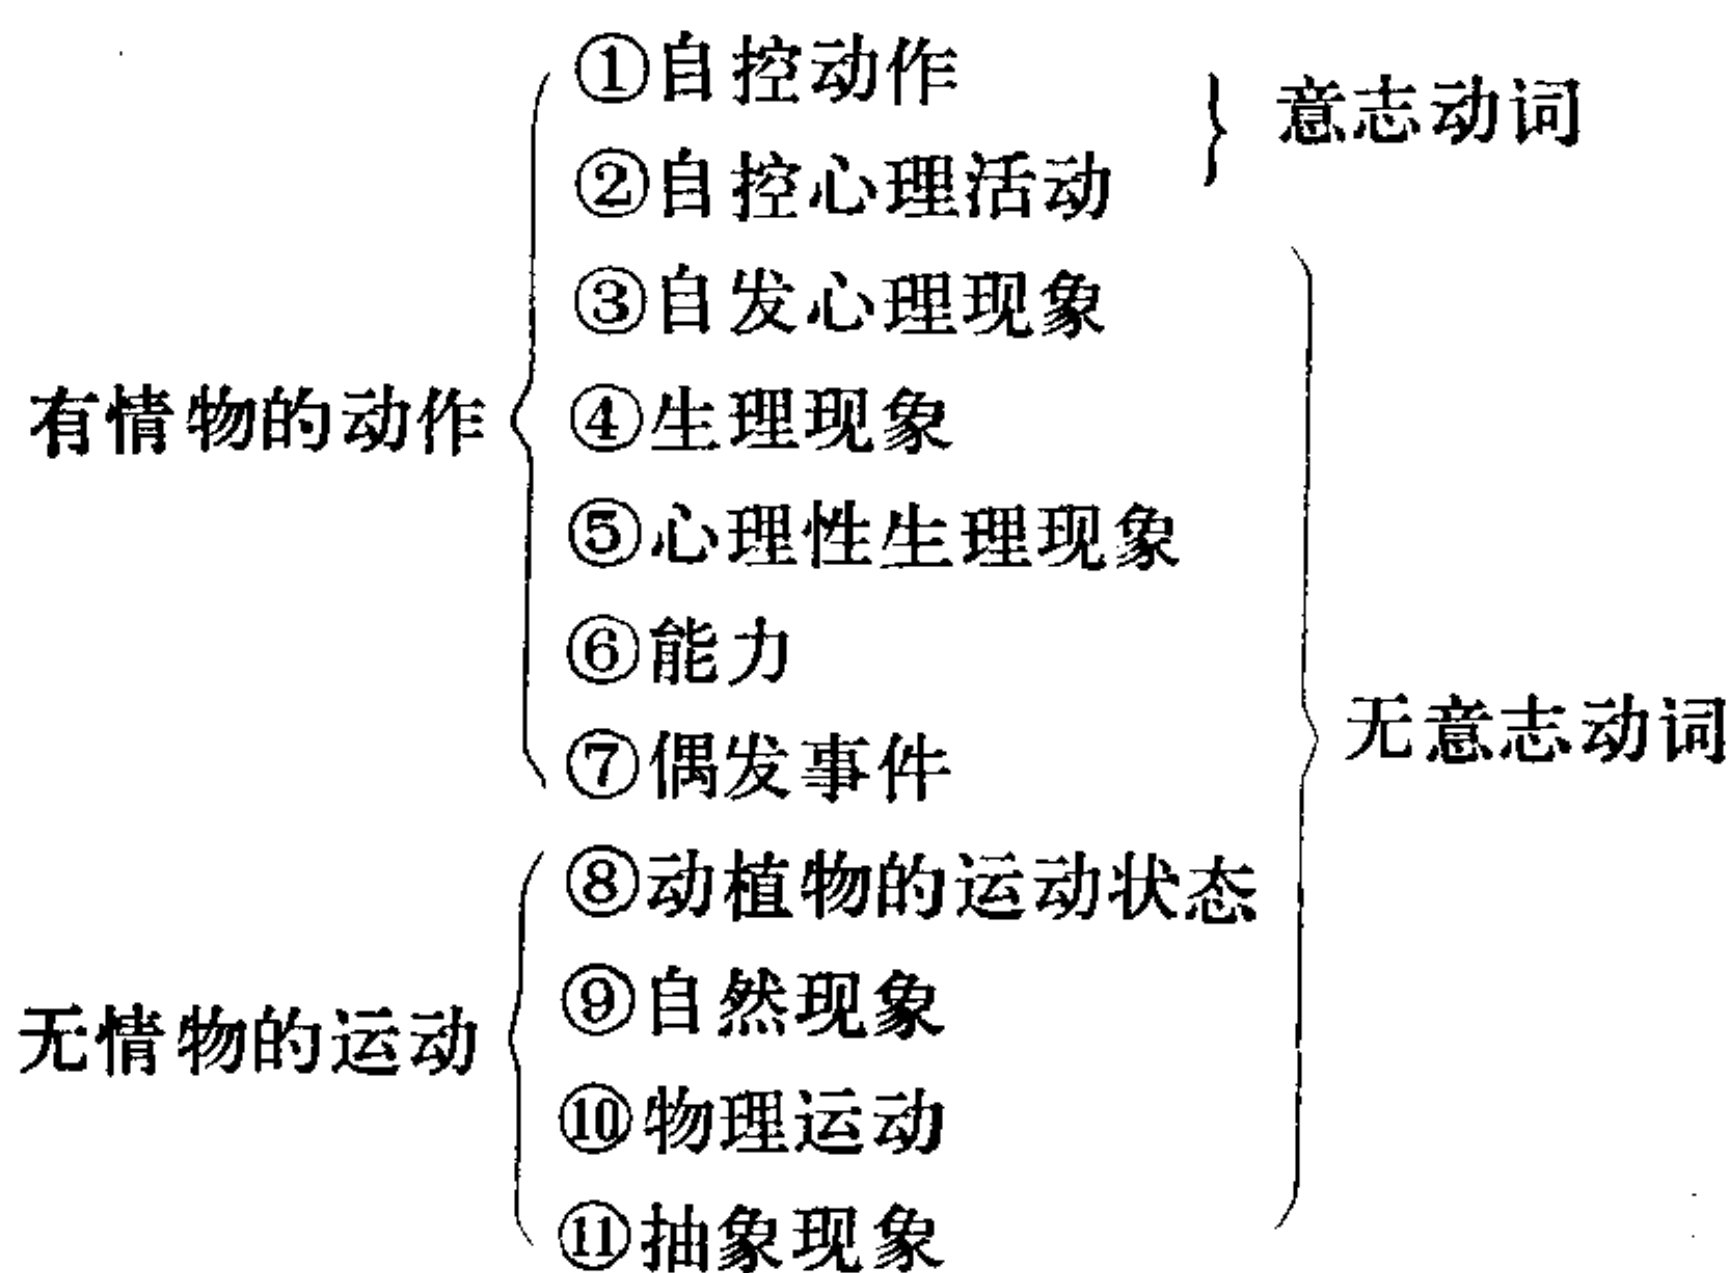 ①自控动作
②自控心理活动
意志动词
③自发心理现象
有情物的动作
④生理现象
⑤心理性生理现象
⑥能力
⑦偶发事件
无意志动词
⑧动植物的运动状态
⑨自然现象
无情物的运动
⑩物理运动
⑪抽象现象